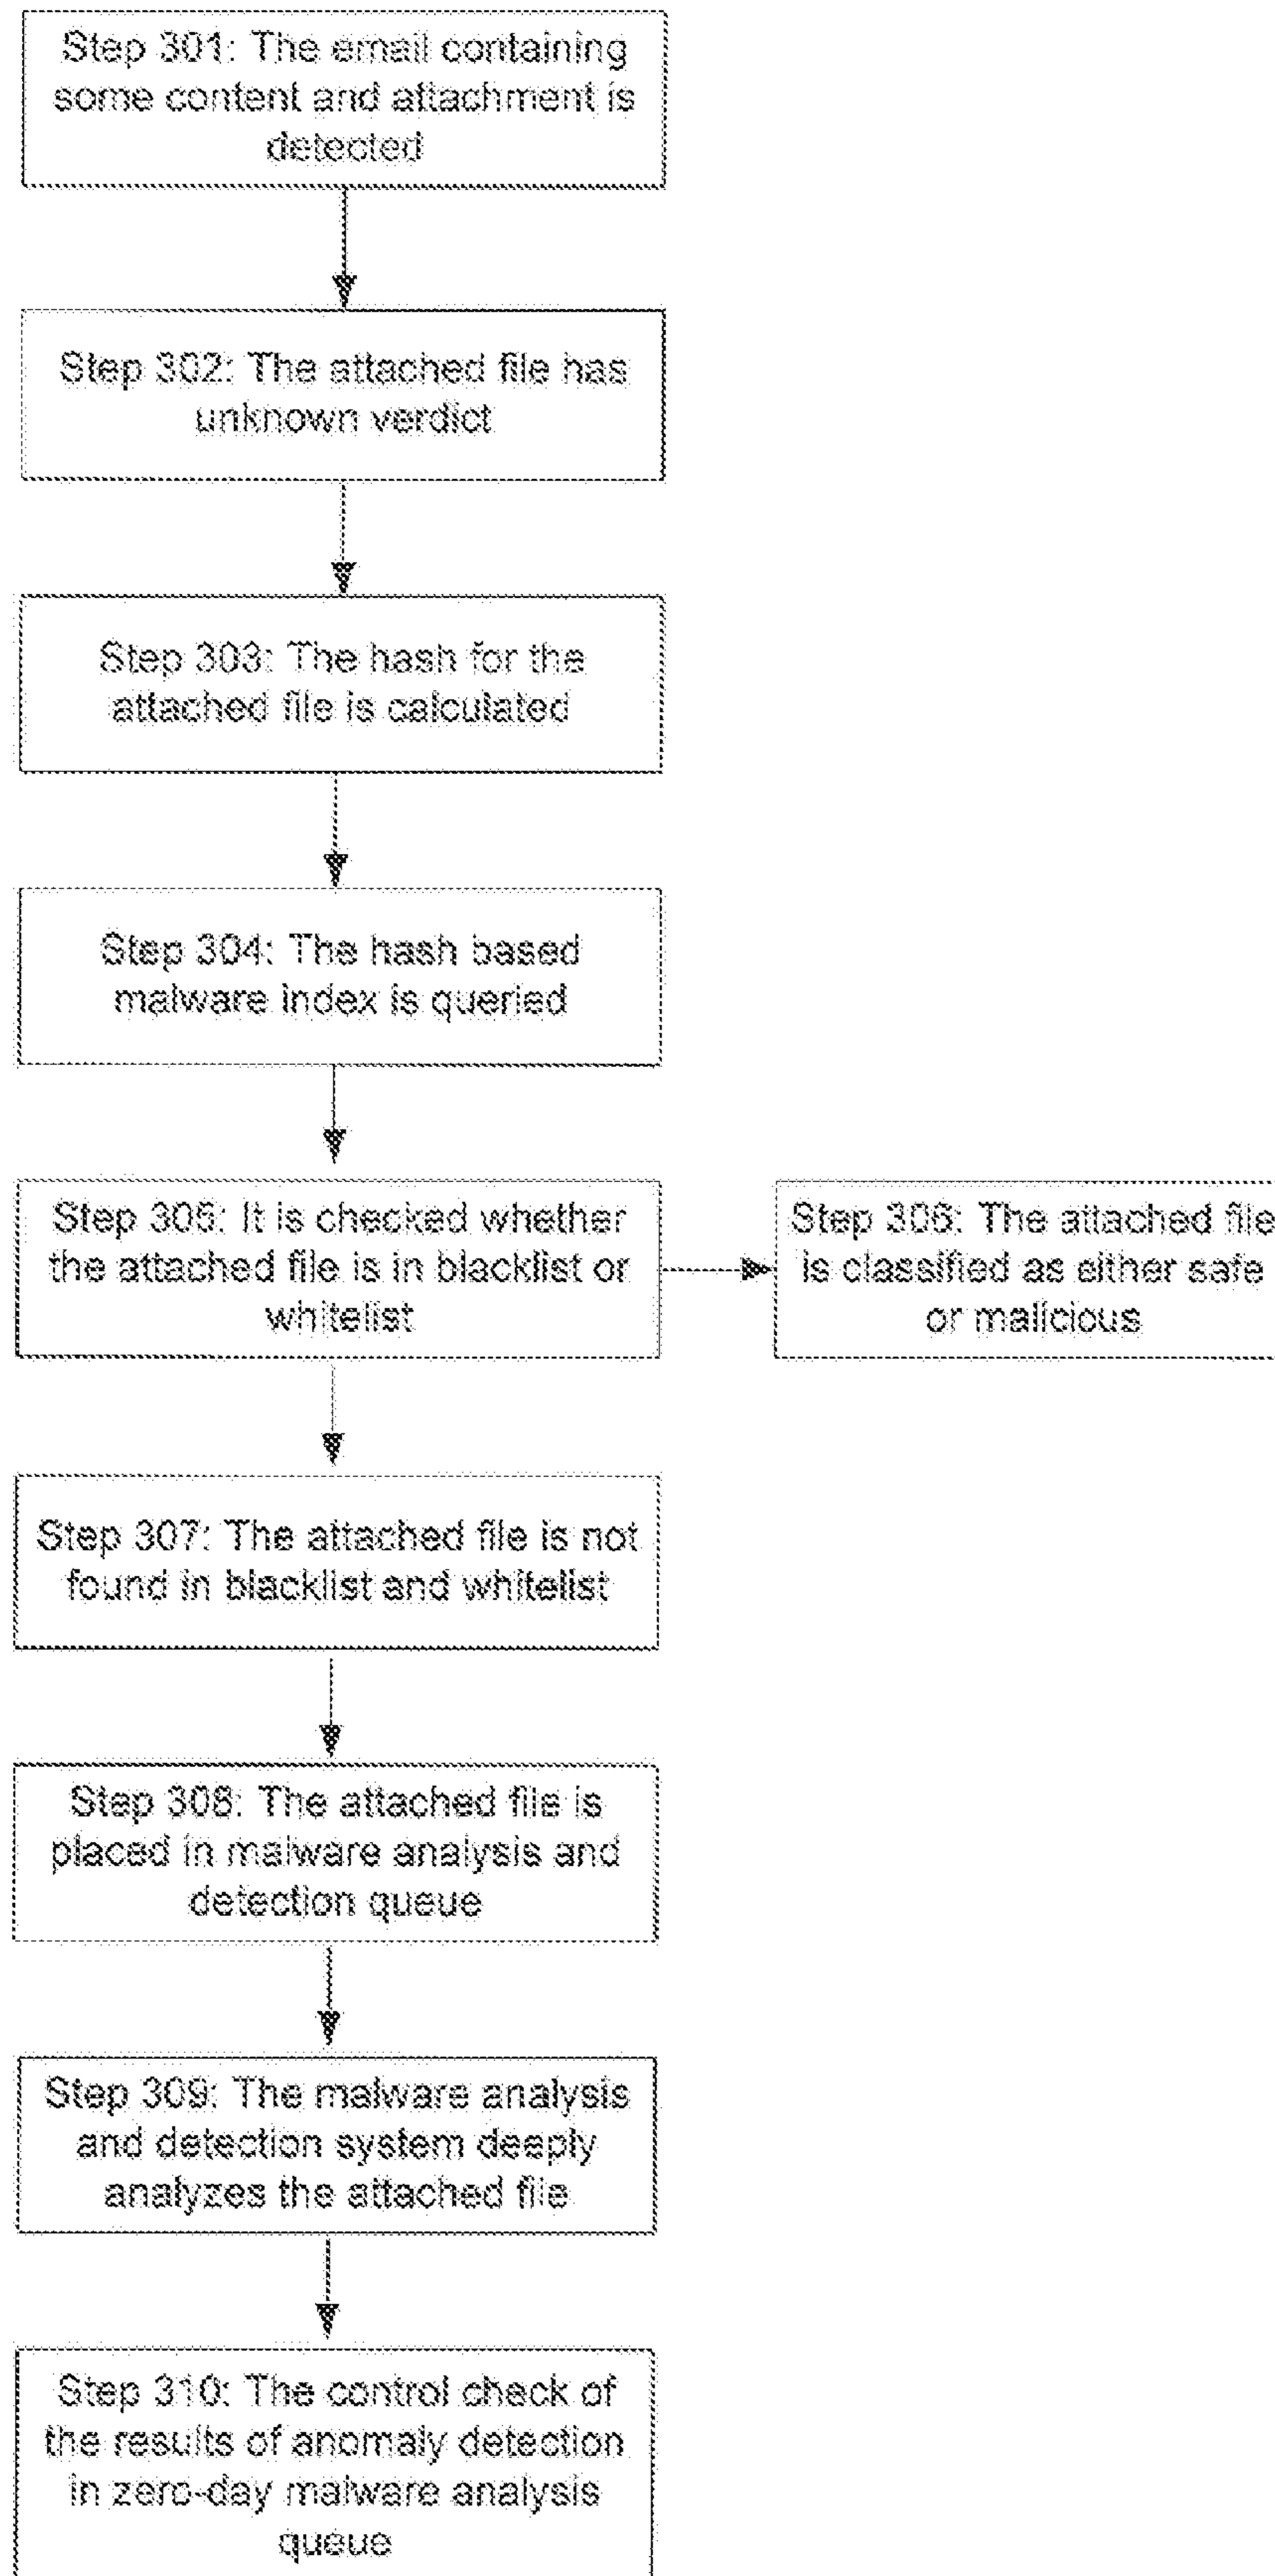 Step 301: The email containing
some content and attachment is
detected
Step 302: The attached file has
unknown verdict
Step 303: The hash for the
attached file is calculated
Step 304: The hash based
malware index is queried
Step 305: It is checked whether
the attached file is in blacklist or
whitelist
Step 306: The attached file
is classified as either safe
or malicious
Step 307: The attached file is not
found in blacklist and whitelist
Step 308: The attached file is
placed in malware analysis and
detection queue
Step 309: The malware analysis
and detection system deeply
analyzes the attached file
Step 310: The control check of
the results of anomaly detection
in zero-day malware analysis
queue